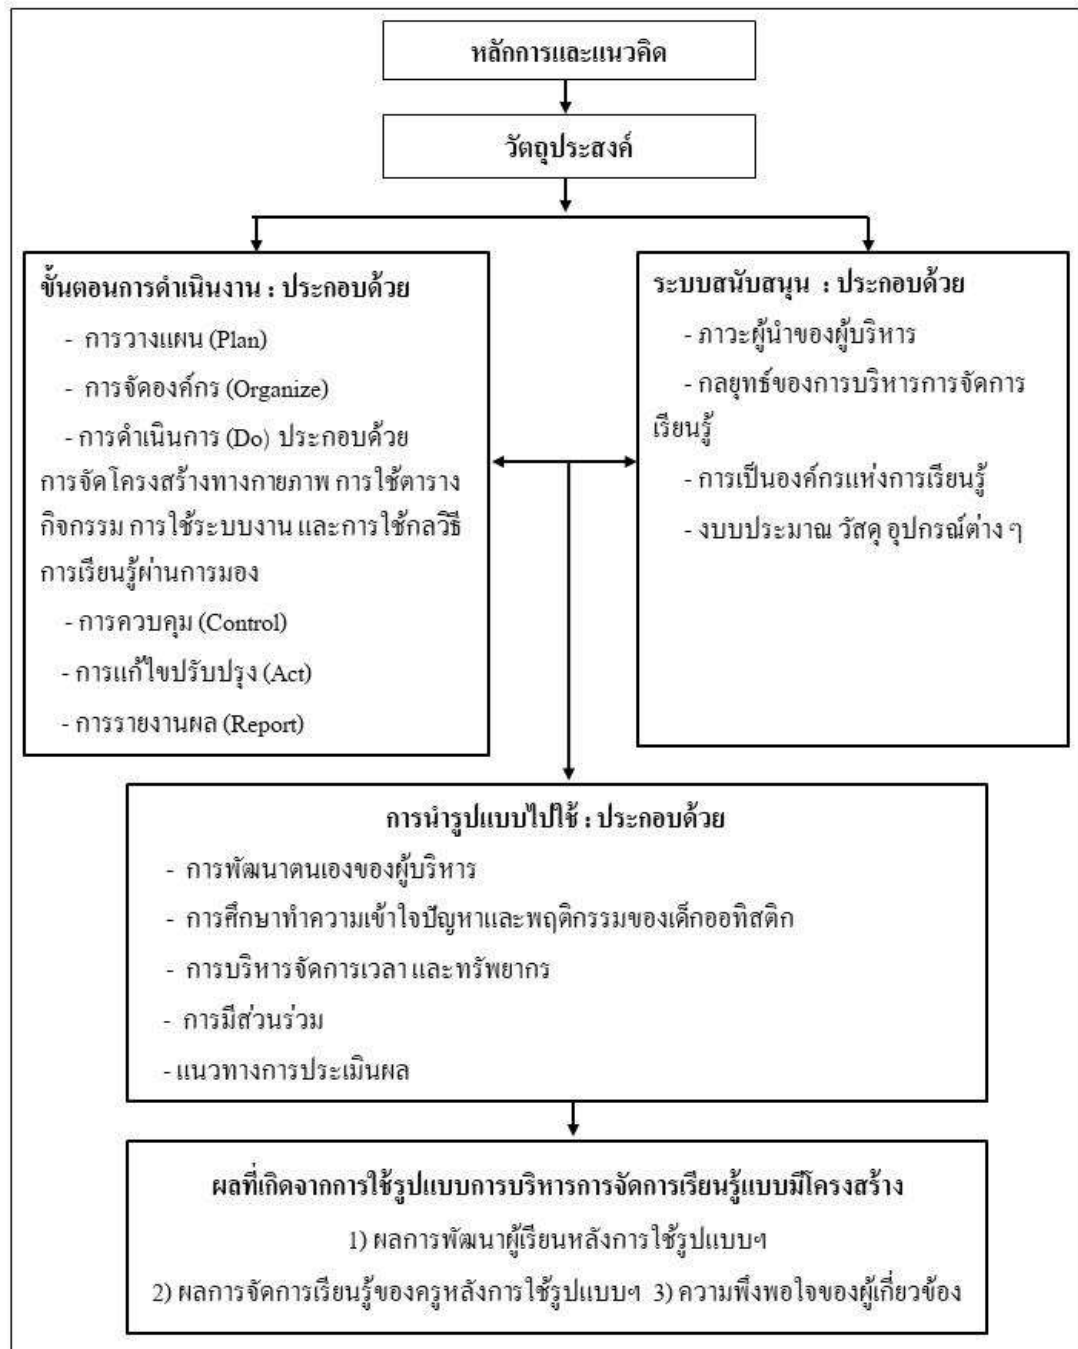 หลักการและแนวคิด
วัตถุประสงค์
ขั้นตอนการดำเนินงาน : ประกอบด้วย
- การวางแผน (Plan)
- การจัดองค์กร (Organize)
- การดำเนินการ (Do) ประกอบด้วย
การจัดโครงสร้างทางกายภาพ การใช้ตาราง
กิจกรรม การใช้ระบบงาน และการใช้กลวิธี
การเรียนรู้ผ่านการมอง
- การควบคุม (Control)
- การแก้ไขปรับปรุง (Act)
- การรายงานผล (Report)
ระบบสนับสนุน : ประกอบด้วย
- ภาวะผู้นำของผู้บริหาร
- กลยุทธ์ของการบริหารการจัดการ
เรียนรู้
- การเป็นองค์กรแห่งการเรียนรู้
- งบบประมาณ วัสดุ อุปกรณ์ต่าง ๆ
การนำรูปแบบไปใช้ : ประกอบด้วย
- การพัฒนาตนเองของผู้บริหาร
- การศึกษาทำความเข้าใจปัญหาและพฤติกรรมของเด็กออทิสติก
- การบริหารจัดการเวลา และทรัพยากร
- การมีส่วนร่วม
- แนวทางการประเมินผล
ผลที่เกิดจากการใช้รูปแบบการบริหารการจัดการเรียนรู้แบบมีโครงสร้าง
1) ผลการพัฒนาผู้เรียนหลังการใช้รูปแบบฯ
2) ผลการจัดการเรียนรู้ของครูหลังการใช้รูปแบบฯ 3) ความพึงพอใจของผู้เกี่ยวข้อง